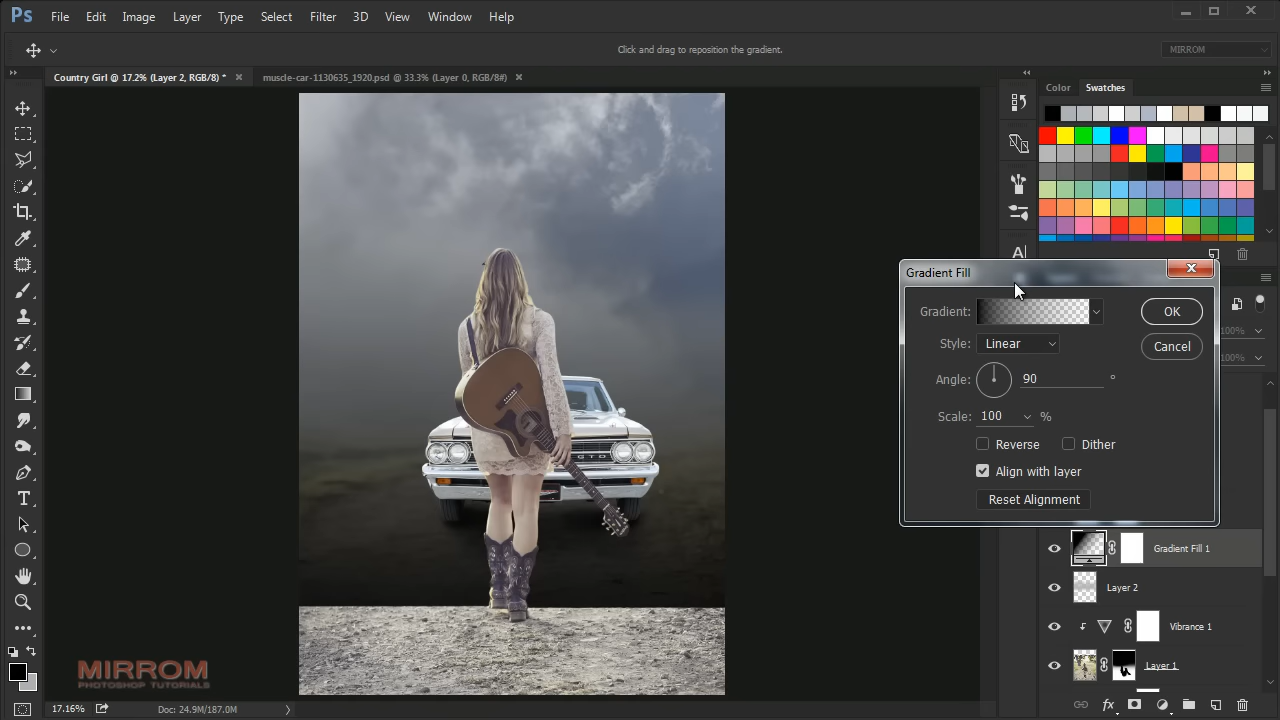 Ps File Edit Image Layer Type Select Filter 3D View Window Help
Click and drag to reposition the gradient.
MIRROM
Country Girl @ 17.2% (Layer 2, RGB/8) * × muscle-car-1130635_1920.psd @ 33.3% (Layer 0, RGB/8#) ×
Color Swatches
Gradient Fill
Gradient:
OK
Style: Linear
Cancel
Angle: 90 °
Scale: 100 %
Reverse Dither
Align with layer
Reset Alignment
100%
100%
Gradient Fill 1
Layer 2
Vibrance 1
Layer 1
GTO
MIRROM
PHOTOSHOP TUTORIALS
17.16% Doc: 24.9M/187.0M